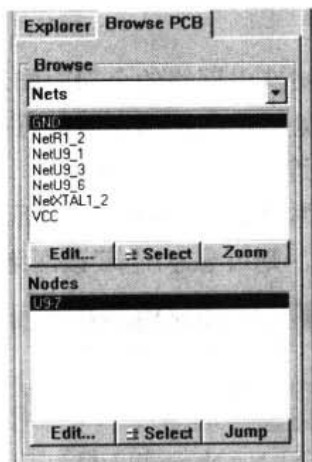 Explorer Browse PCB
Browse
Nets
GND
NetR1_2
NetU9_1
NetU9_3
NetU9_6
NetXTAL1_2
VCC
Edit... Select Zoom
Nodes
U9-7
Edit... Select Jump